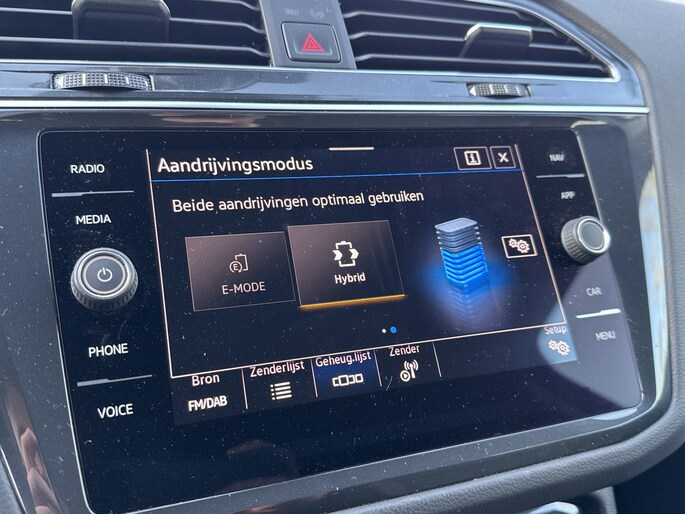 RADIO
MEDIA
PHONE
VOICE
Aandrijvingsmodus
i
X
Beide aandrijvingen optimaal gebruiken
E
E-MODE
Hybrid
Bron
FM/DAB
Zenderlijst
Geheug.lijst
Zender
Setup
NAV
APP
CAR
MENU